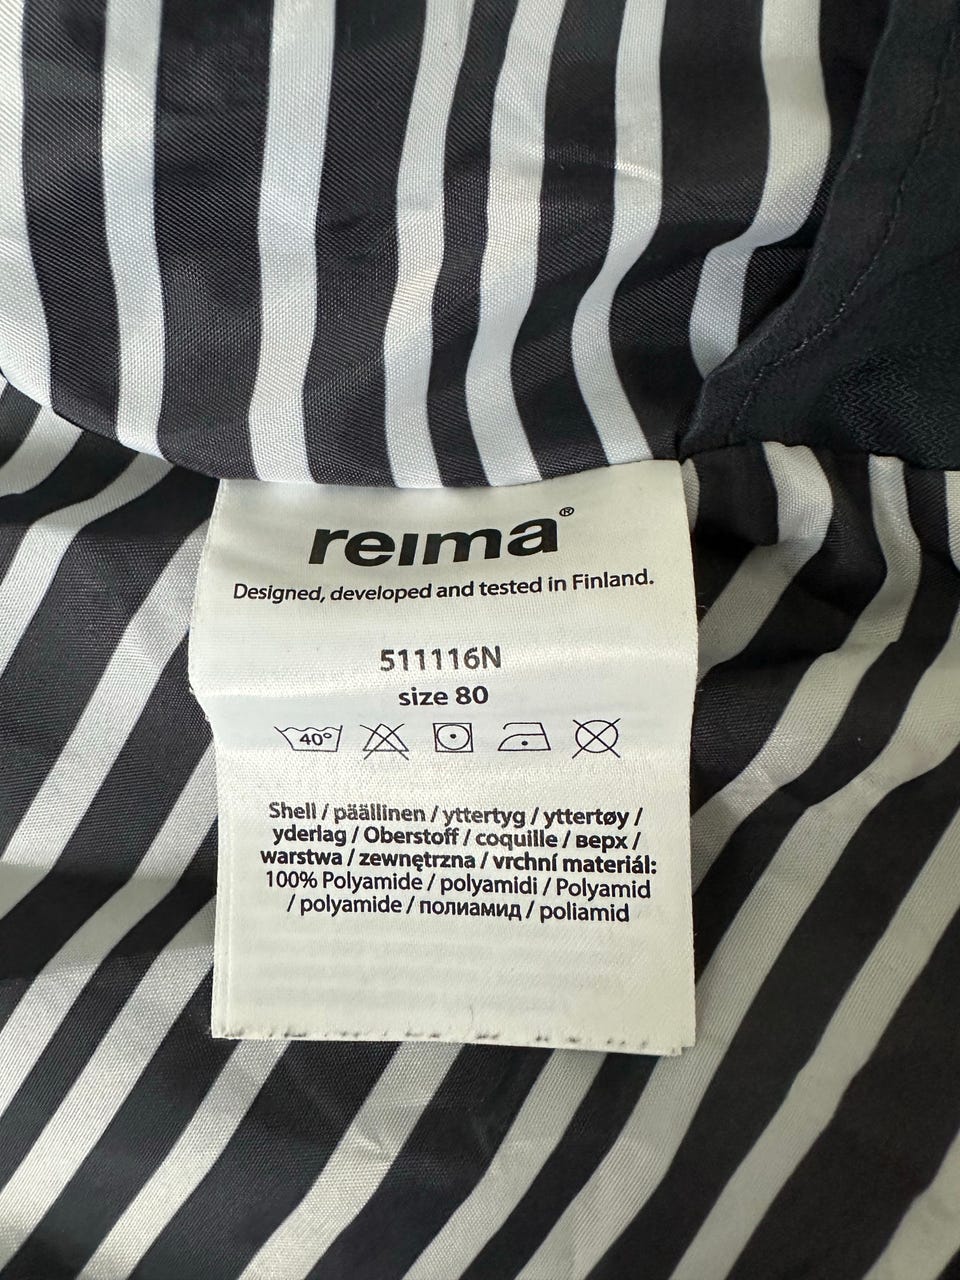 reima®
Designed, developed and tested in Finland.
511116N
size 80
40°
Shell / päällinen / yttertyg / yttertøy /
yderlag / Oberstoff / coquille / верх /
warstwa / zewnętrzna / vrchní materiál:
100% Polyamide / polyamidi / Polyamid
/ polyamide / полиамид / poliamid